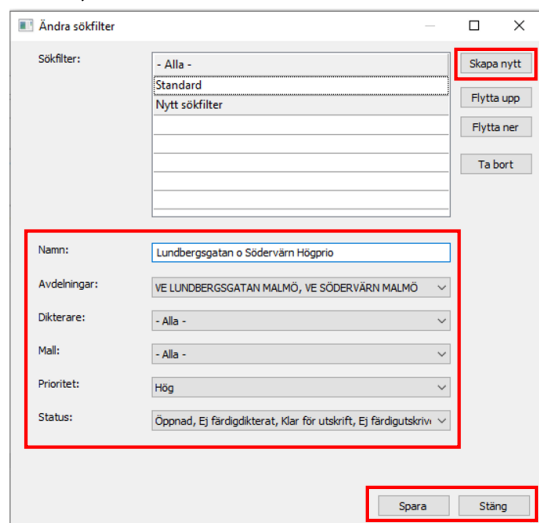 Ändra sökfilter
Sökfilter:
- Alla -
Standard
Nytt sökfilter
Skapa nytt
Flytta upp
Flytta ner
Ta bort
Namn:
Lundbergsgatan o Södervärn Högprio
Avdelningar:
VE LUNDBERGSGATAN MALMÖ, VE SÖDERVÄRN MALMÖ
Dikterare:
- Alla -
Mall:
- Alla -
Prioritet:
Hög
Status:
Öppnad, Ej färdigdikterat, Klar för utskrift, Ej färdigutskriv
Spara
Stäng